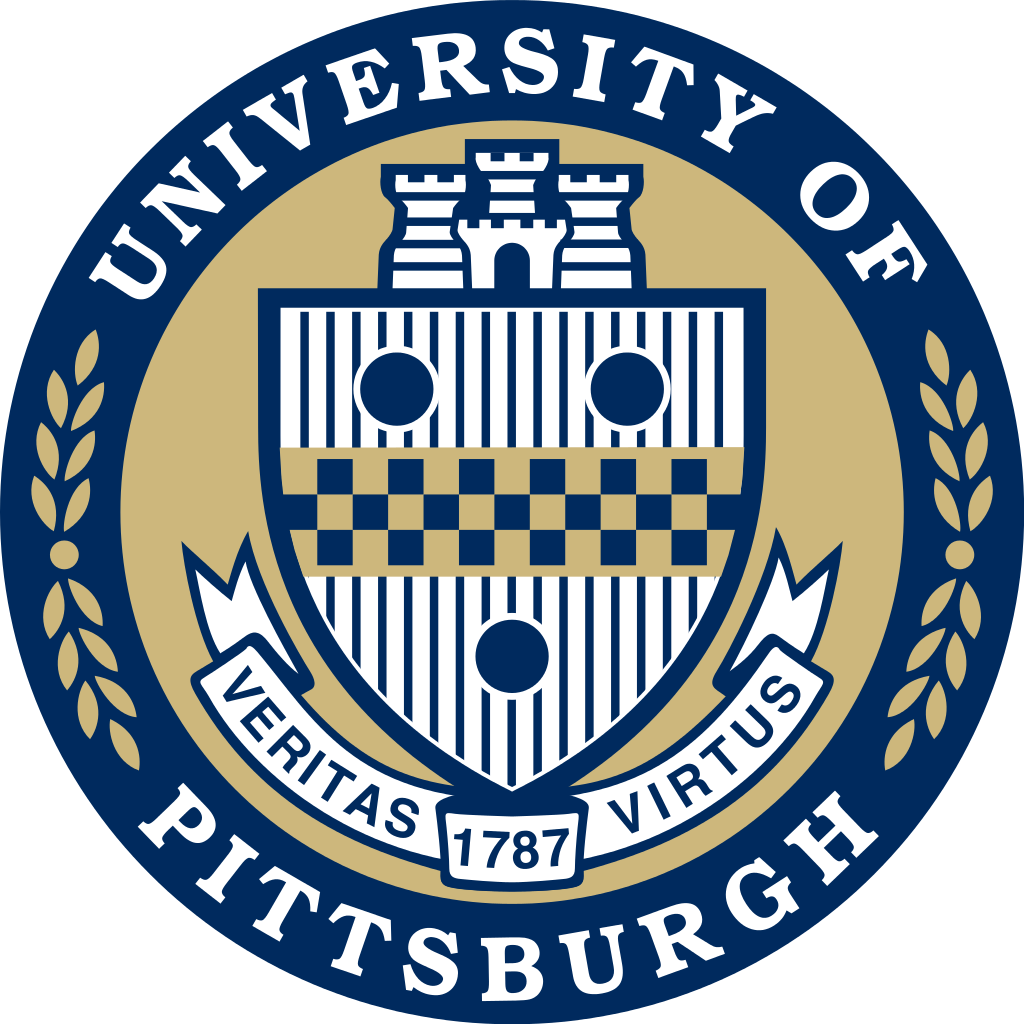 UNIVERSITY OF
VERITAS
1787
VIRTUS
PITTSBURGH